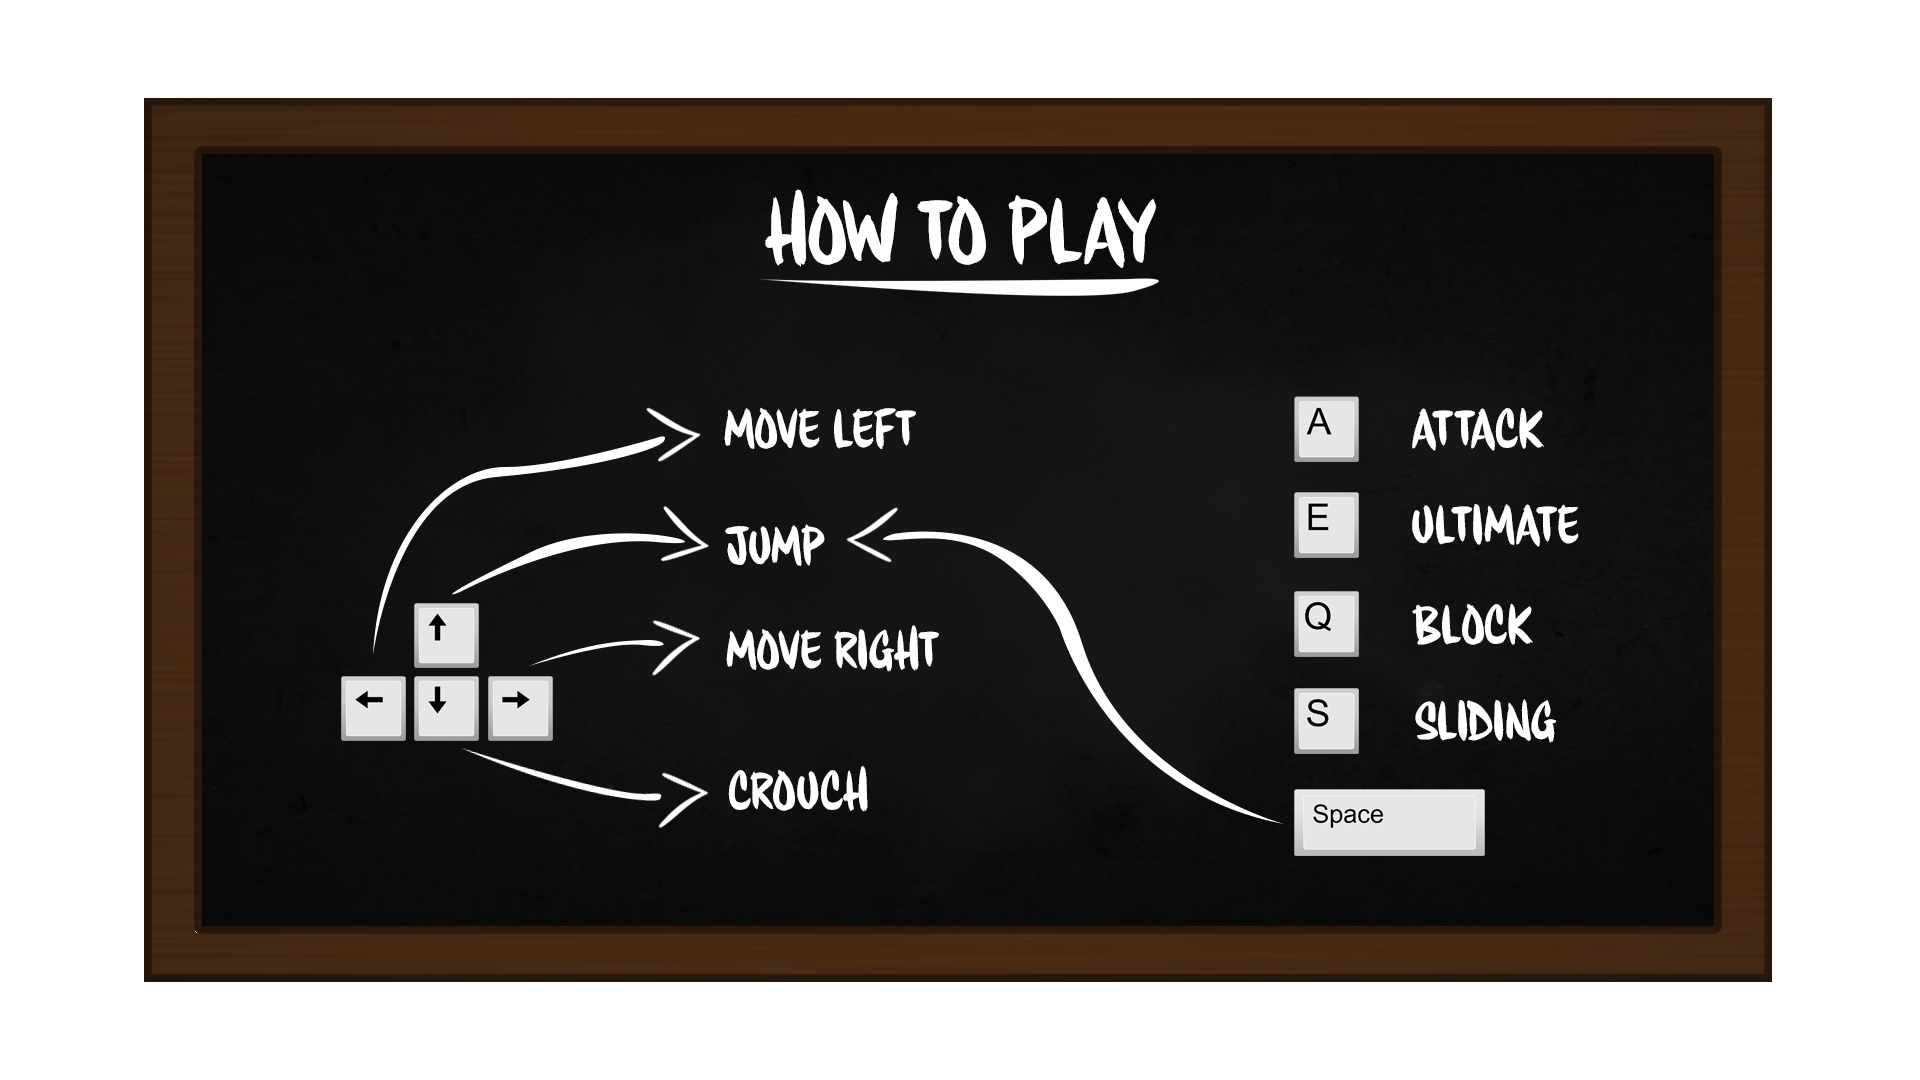 HOW TO PLAY
MOVE LEFT
JUMP
MOVE RIGHT
CROUCH
A ATTACK
E ULTIMATE
Q BLOCK
S SLIDING
Space